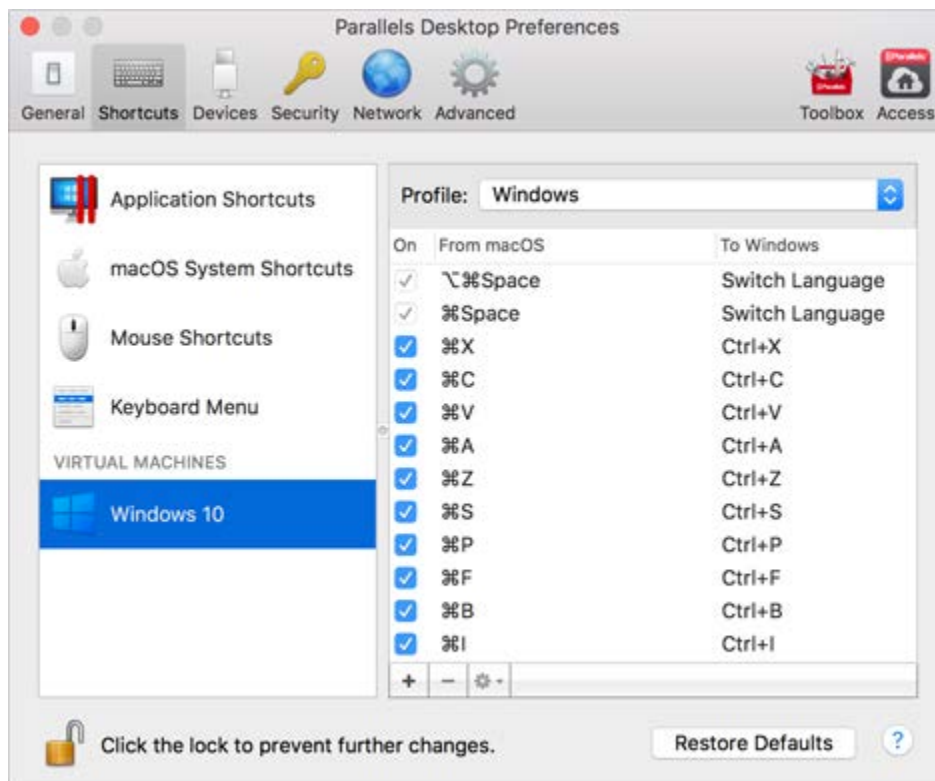 Parallels Desktop Preferences
General Shortcuts Devices Security Network Advanced Toolbox Access
Application Shortcuts
macOS System Shortcuts
Mouse Shortcuts
Keyboard Menu
VIRTUAL MACHINES
Windows 10
Profile: Windows
On From macOS To Windows
⌥⌘Space Switch Language
⌘Space Switch Language
⌘X Ctrl+X
⌘C Ctrl+C
⌘V Ctrl+V
⌘A Ctrl+A
⌘Z Ctrl+Z
⌘S Ctrl+S
⌘P Ctrl+P
⌘F Ctrl+F
⌘B Ctrl+B
⌘I Ctrl+I
Click the lock to prevent further changes.
Restore Defaults ?